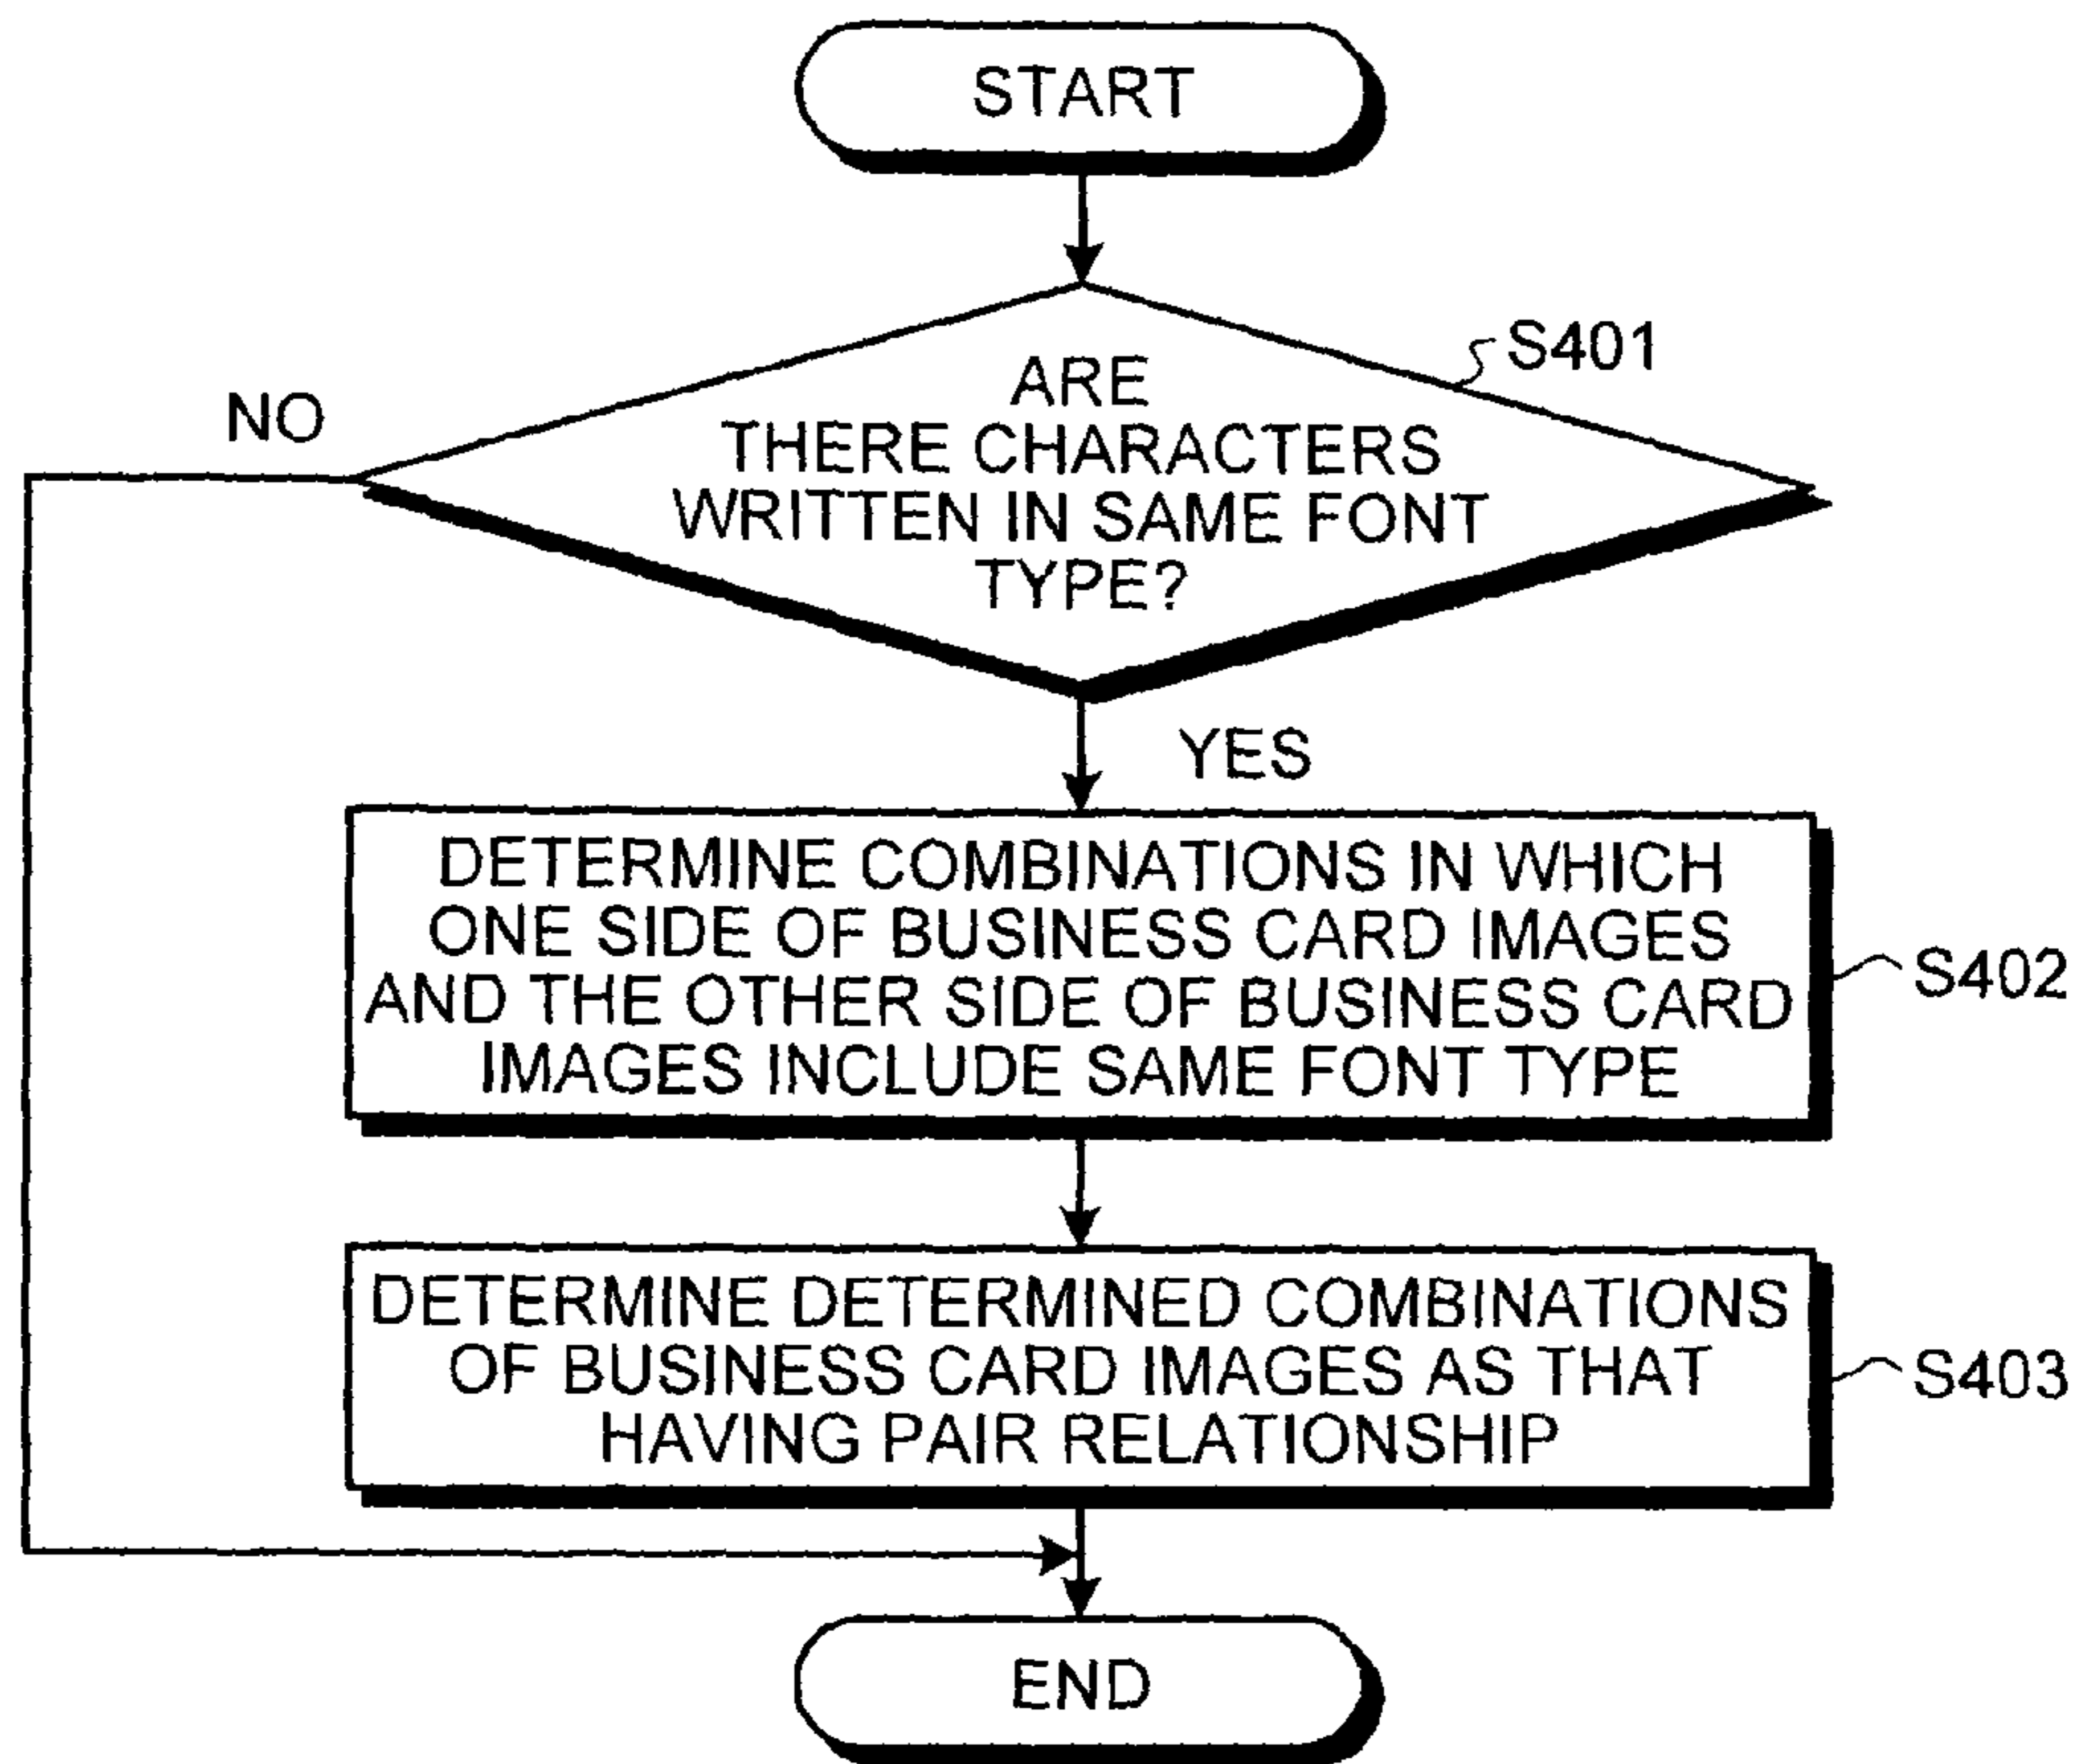 START
S401
NO
ARE
THERE CHARACTERS
WRITTEN IN SAME FONT
TYPE?
YES
DETERMINE COMBINATIONS IN WHICH
ONE SIDE OF BUSINESS CARD IMAGES
AND THE OTHER SIDE OF BUSINESS CARD
IMAGES INCLUDE SAME FONT TYPE
S402
DETERMINE DETERMINED COMBINATIONS
OF BUSINESS CARD IMAGES AS THAT
HAVING PAIR RELATIONSHIP
S403
END